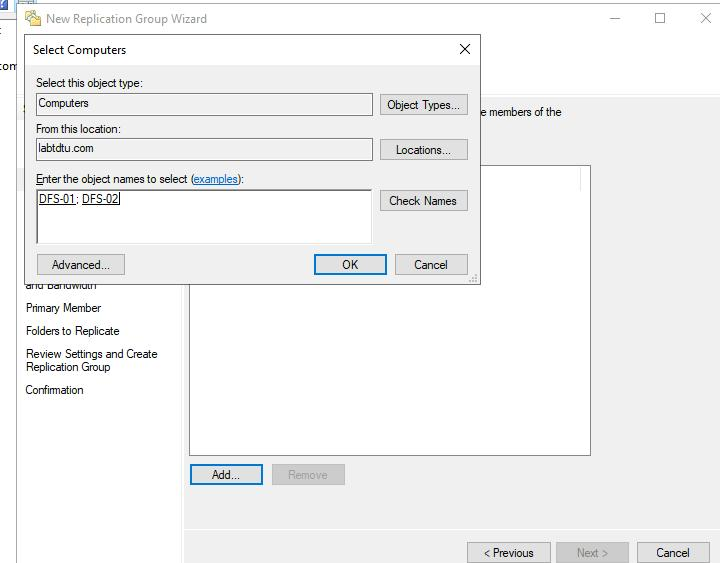 New Replication Group Wizard
Select Computers
Select this object type:
Computers
Object Types...
e members of the
From this location:
labtdtu.com
Locations...
Enter the object names to select (examples):
DFS-01; DFS-02
Check Names
Advanced...
OK
Cancel
and Bandwidth
Primary Member
Folders to Replicate
Review Settings and Create
Replication Group
Confirmation
Add...
Remove
< Previous
Next >
Cancel